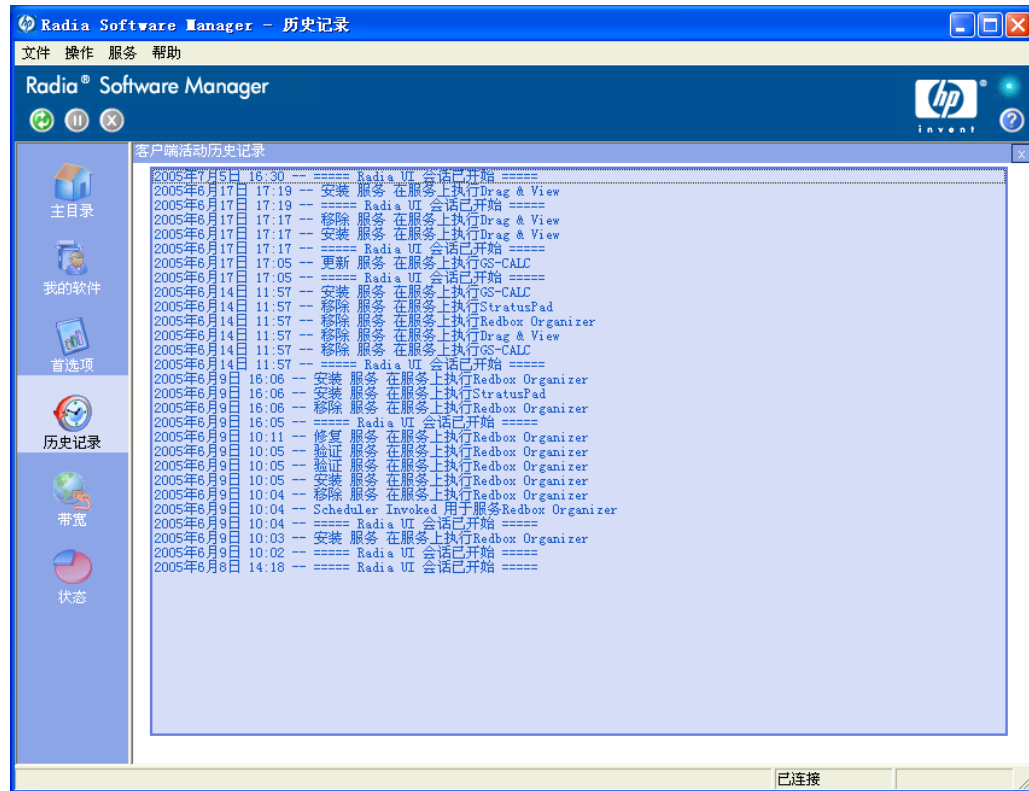 Radia Software Manager - 历史记录
文件 操作 服务 帮助
Radia® Software Manager
hp®
invent
客户端活动历史记录
主目录
我的软件
首选项
历史记录
带宽
状态
2005年7月5日 16:30 -- ===== Radia UI 会话已开始 =====
2005年6月17日 17:19 -- 安装 服务 在服务上执行Drag & View
2005年6月17日 17:19 -- ===== Radia UI 会话已开始 =====
2005年6月17日 17:17 -- 移除 服务 在服务上执行Drag & View
2005年6月17日 17:17 -- 安装 服务 在服务上执行Drag & View
2005年6月17日 17:17 -- ===== Radia UI 会话已开始 =====
2005年6月17日 17:05 -- 更新 服务 在服务上执行GS-CALC
2005年6月17日 17:05 -- ===== Radia UI 会话已开始 =====
2005年6月14日 11:57 -- 安装 服务 在服务上执行GS-CALC
2005年6月14日 11:57 -- 移除 服务 在服务上执行StratusPad
2005年6月14日 11:57 -- 移除 服务 在服务上执行Redbox Organizer
2005年6月14日 11:57 -- 移除 服务 在服务上执行Drag & View
2005年6月14日 11:57 -- 移除 服务 在服务上执行GS-CALC
2005年6月14日 11:57 -- ===== Radia UI 会话已开始 =====
2005年6月9日 16:06 -- 安装 服务 在服务上执行Redbox Organizer
2005年6月9日 16:06 -- 安装 服务 在服务上执行StratusPad
2005年6月9日 16:06 -- 移除 服务 在服务上执行Redbox Organizer
2005年6月9日 16:05 -- ===== Radia UI 会话已开始 =====
2005年6月9日 10:11 -- 修复 服务 在服务上执行Redbox Organizer
2005年6月9日 10:05 -- 验证 服务 在服务上执行Redbox Organizer
2005年6月9日 10:05 -- 验证 服务 在服务上执行Redbox Organizer
2005年6月9日 10:05 -- 安装 服务 在服务上执行Redbox Organizer
2005年6月9日 10:04 -- 移除 服务 在服务上执行Redbox Organizer
2005年6月9日 10:04 -- Scheduler Invoked 用于服务Redbox Organizer
2005年6月9日 10:04 -- ===== Radia UI 会话已开始 =====
2005年6月9日 10:03 -- 安装 服务 在服务上执行Redbox Organizer
2005年6月9日 10:02 -- ===== Radia UI 会话已开始 =====
2005年6月8日 14:18 -- ===== Radia UI 会话已开始 =====
已连接